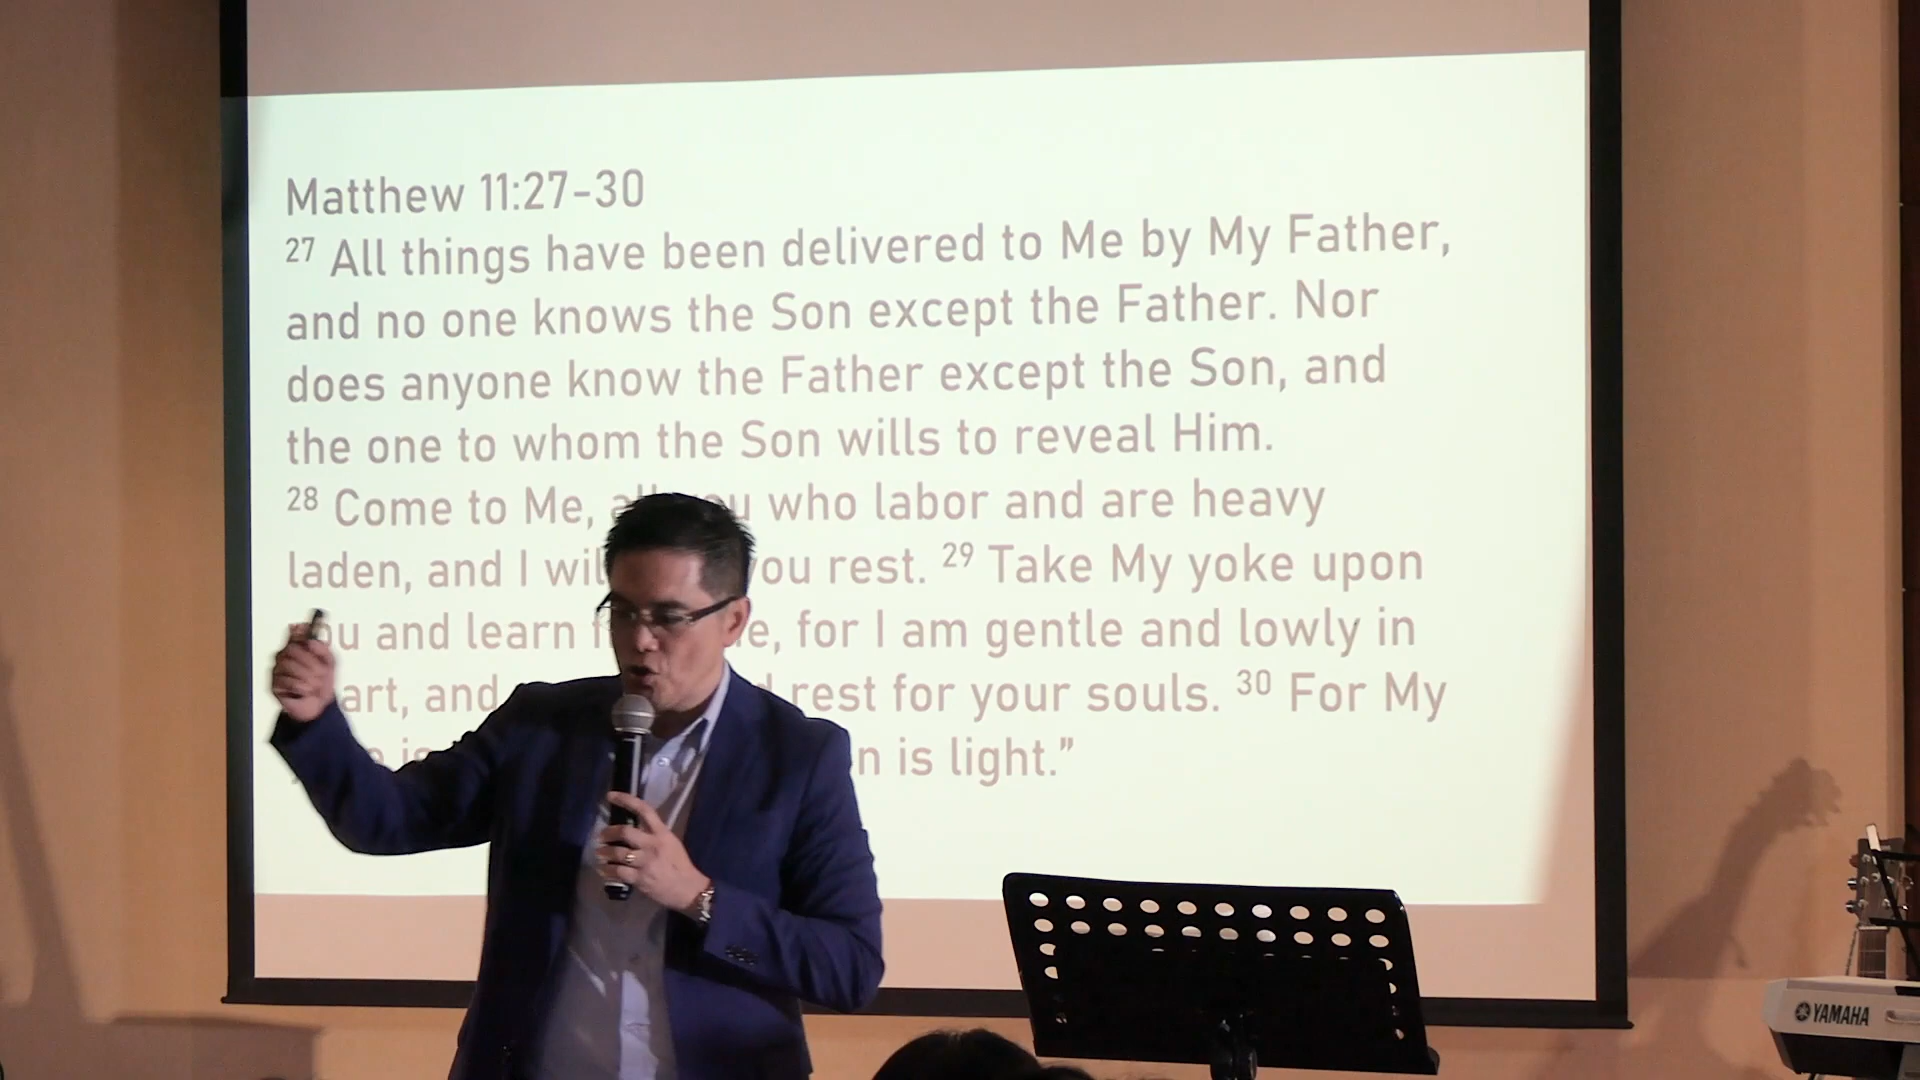 Matthew 11:27-30
27 All things have been delivered to Me by My Father,
and no one knows the Son except the Father. Nor
does anyone know the Father except the Son, and
the one to whom the Son wills to reveal Him.
28 Come to Me, all you who labor and are heavy
laden, and I will you rest. 29 Take My yoke upon
you and learn for I am gentle and lowly in
and rest for your souls. 30 For My
is light.”
YAMAHA